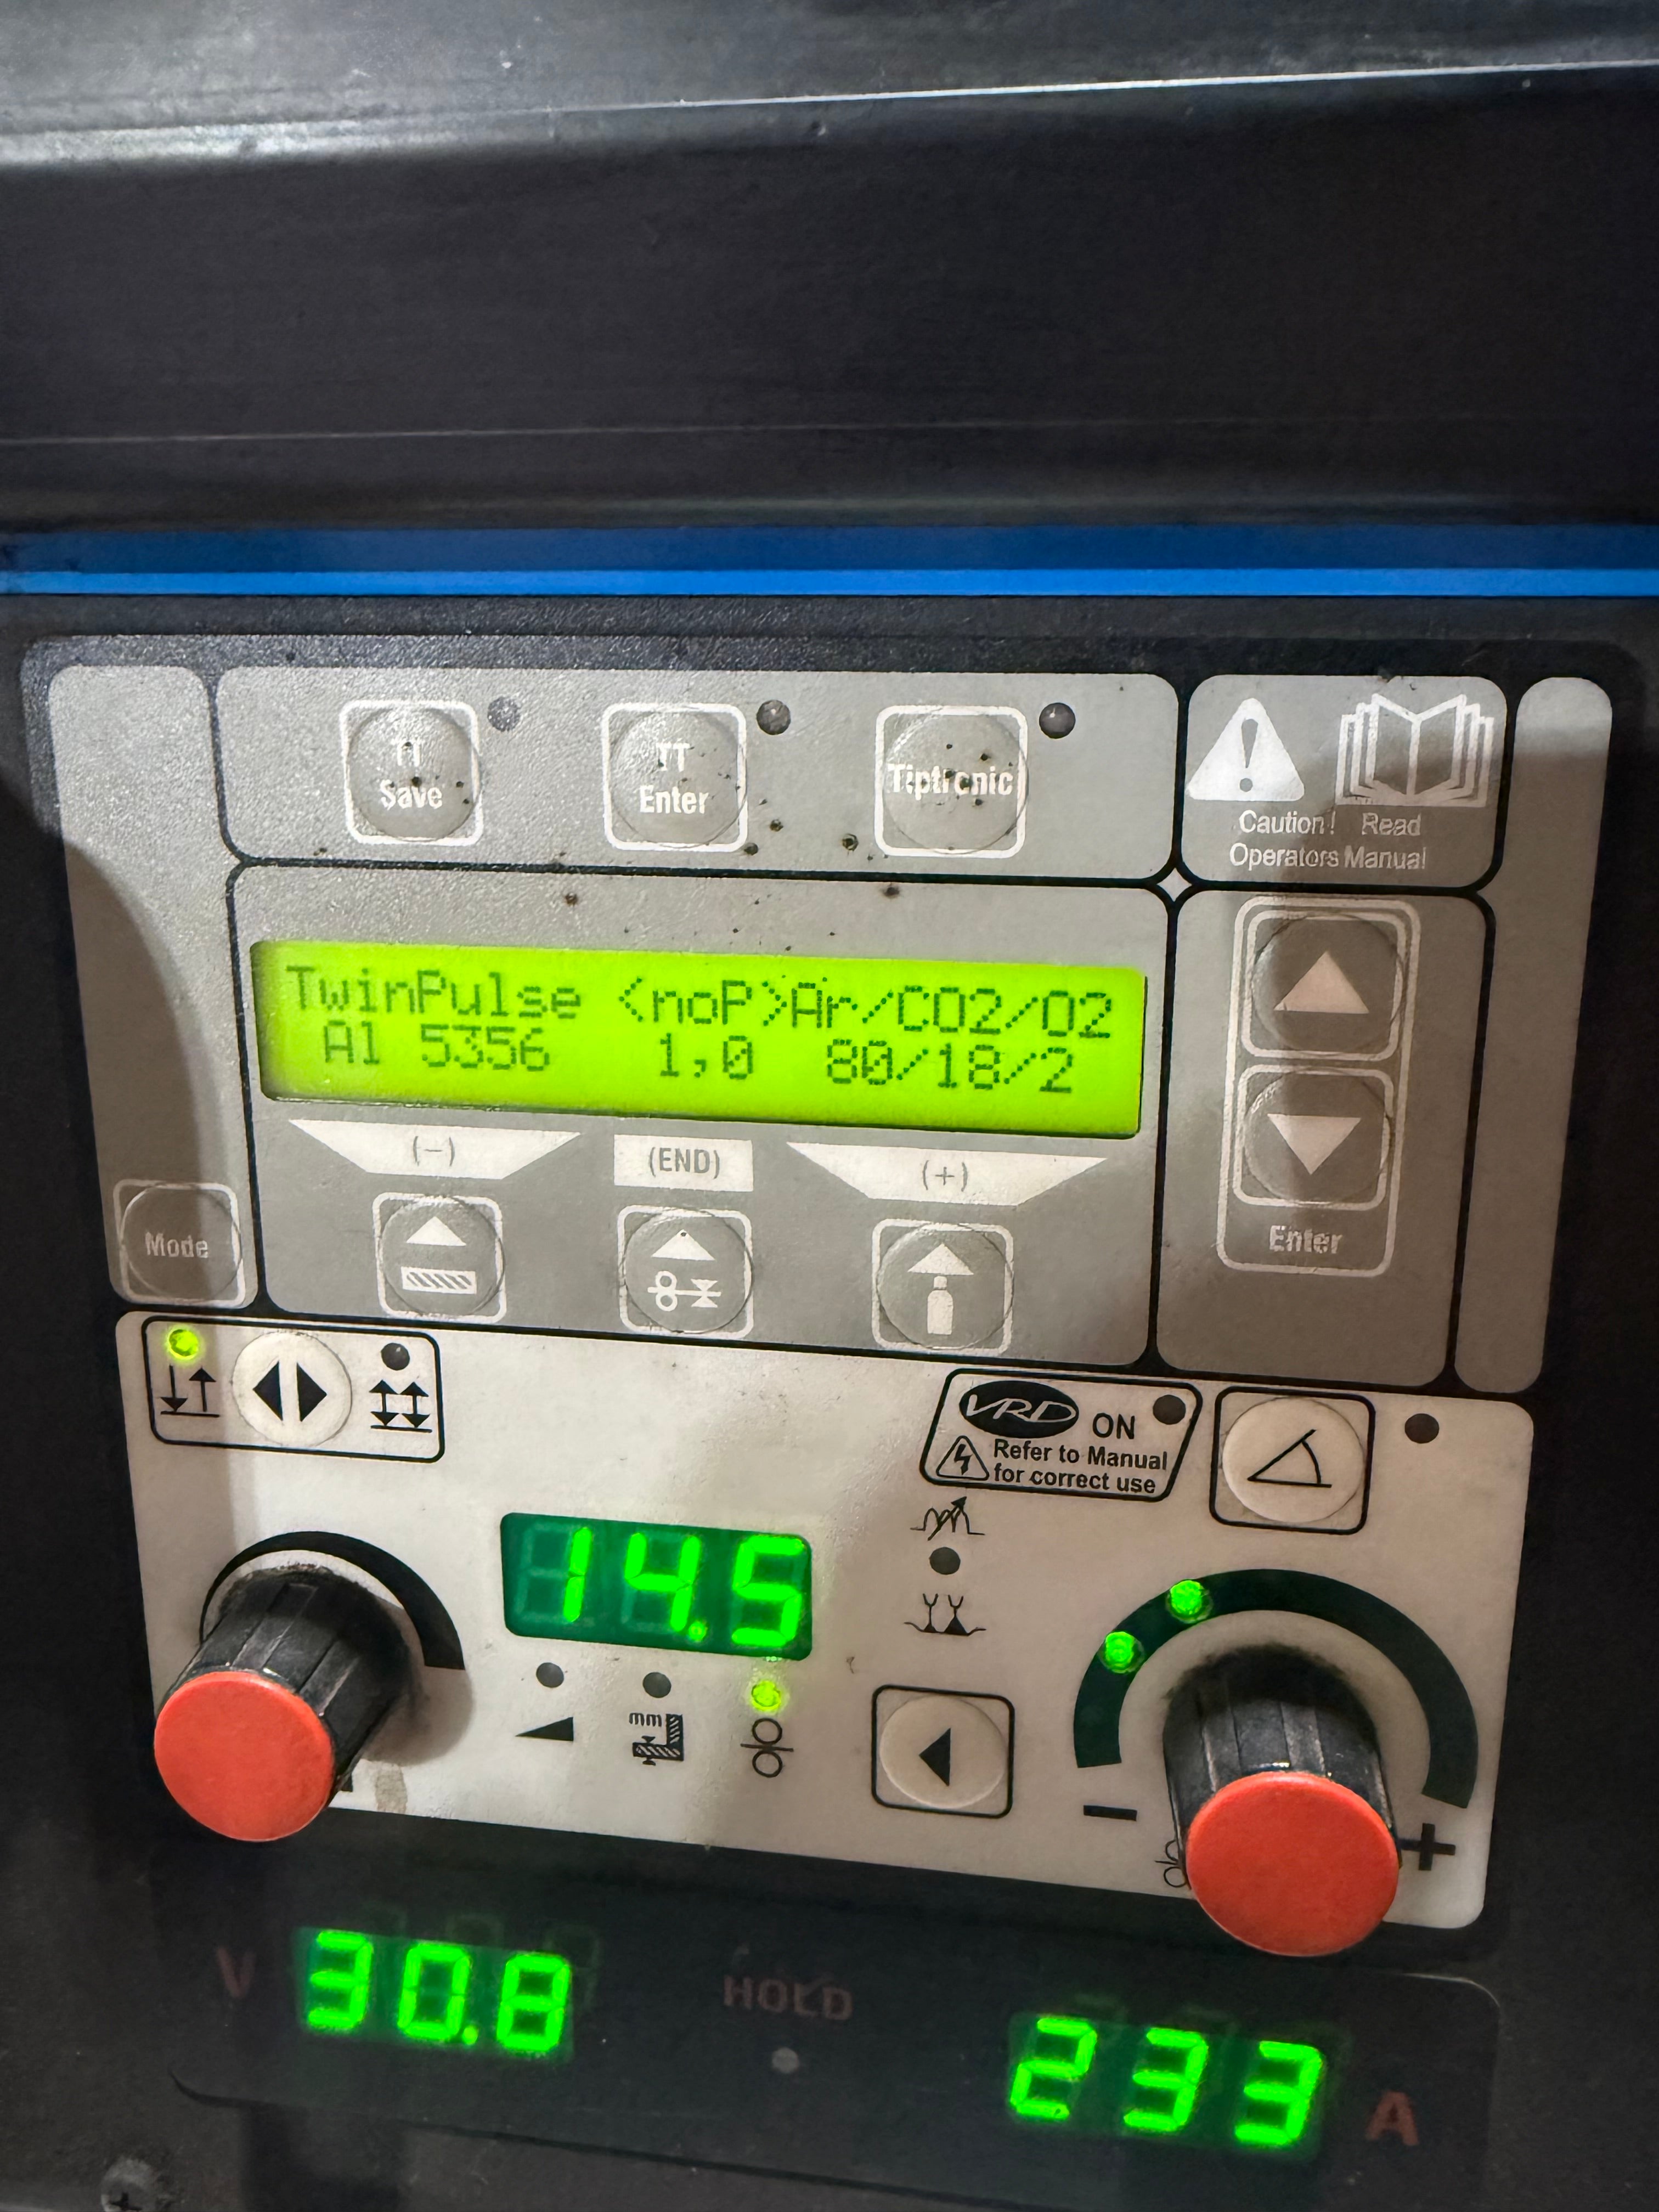 TT
Save
TT
Enter
Tiptronic
Caution! Read
Operators Manual
TwinPulse <noP>Ar/CO2/O2
Al 5356 1,0 80/18/2
(-)
(END)
(+)
Mode
Enter
VRD ON
Refer to Manual
for correct use
14.5
mm
- +
V 30.8 HOLD 233 A